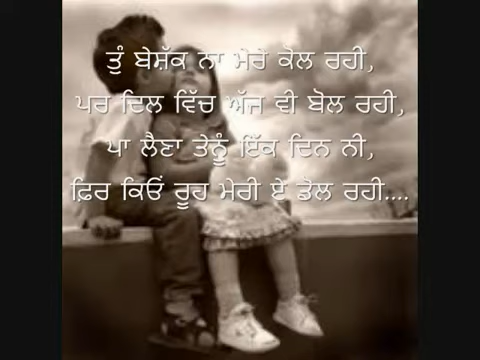 ਤੂੰ ਬੇਸ਼ੱਕ ਨਾ ਮੇਰੇ ਕੋਲ ਰਹੀ,
ਪਰ ਦਿਲ ਵਿੱਚ ਅੱਜ ਵੀ ਬੋਲ ਰਹੀ,
ਪਾ ਲੈਣਾ ਤੇਨੂੰ ਇੱਕ ਦਿਨ ਨੀ,
ਫ਼ਿਰ ਕਿਓਂ ਰੂਹ ਮੇਰੀ ਏ ਡੋਲ ਰਹੀ....